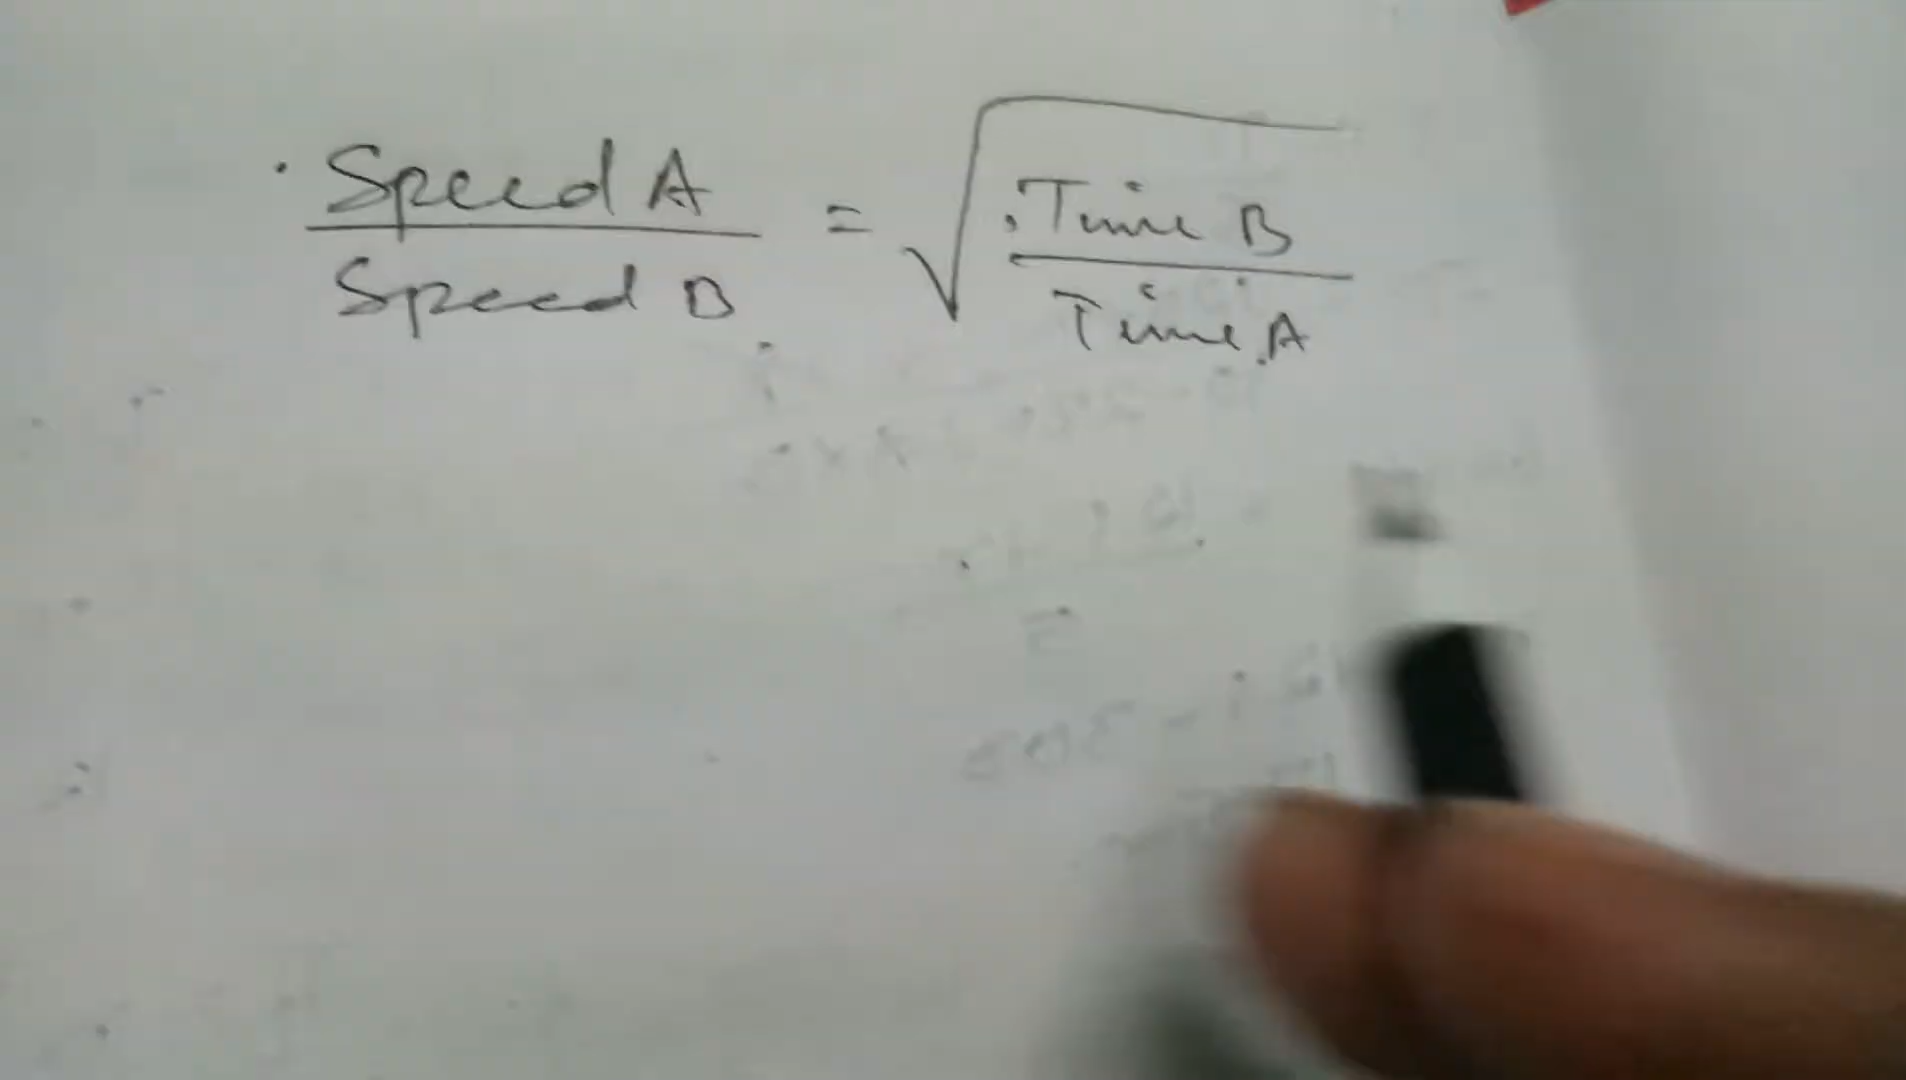 Speed A / Speed B = √(Time B / Time A)